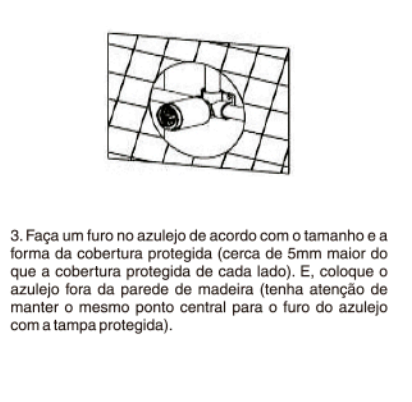 3. Faça um furo no azulejo de acordo com o tamanho e a
forma da cobertura protegida (cerca de 5mm maior do
que a cobertura protegida de cada lado). E, coloque o
azulejo fora da parede de madeira (tenha atenção de
manter o mesmo ponto central para o furo do azulejo
com a tampa protegida).